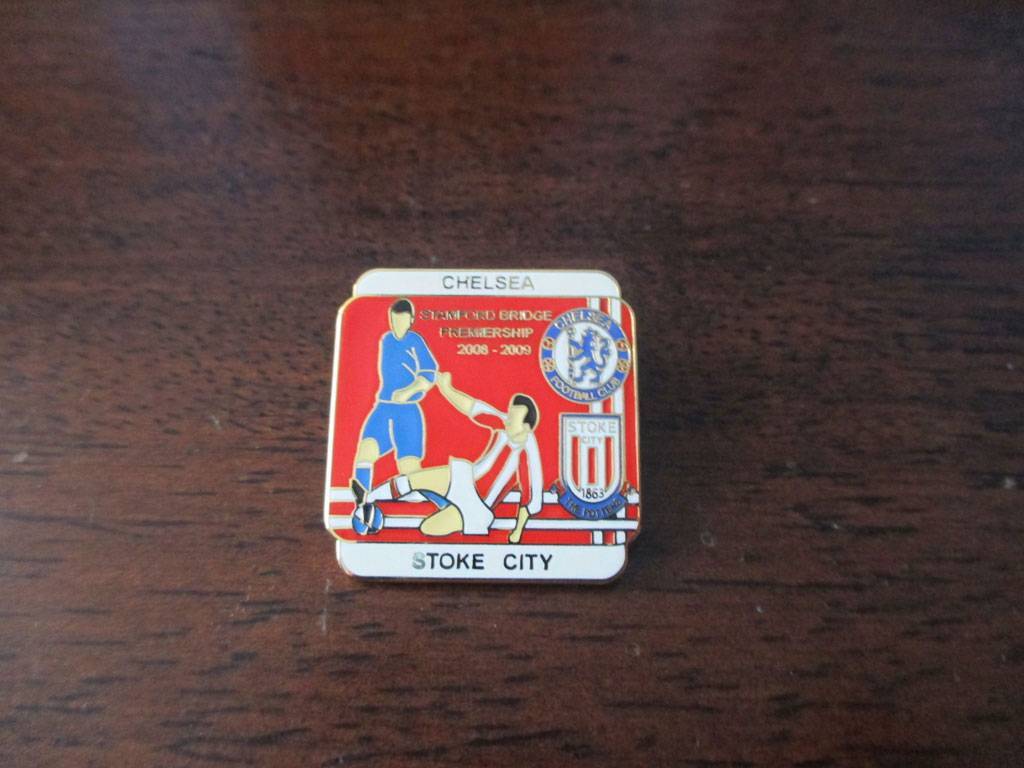 CHELSEA
STAMFORD BRIDGE
PREMIERSHIP
2008 - 2009
CHELSEA
FOOTBALL CLUB
STOKE
CITY
1863
THE POTTERS
STOKE CITY